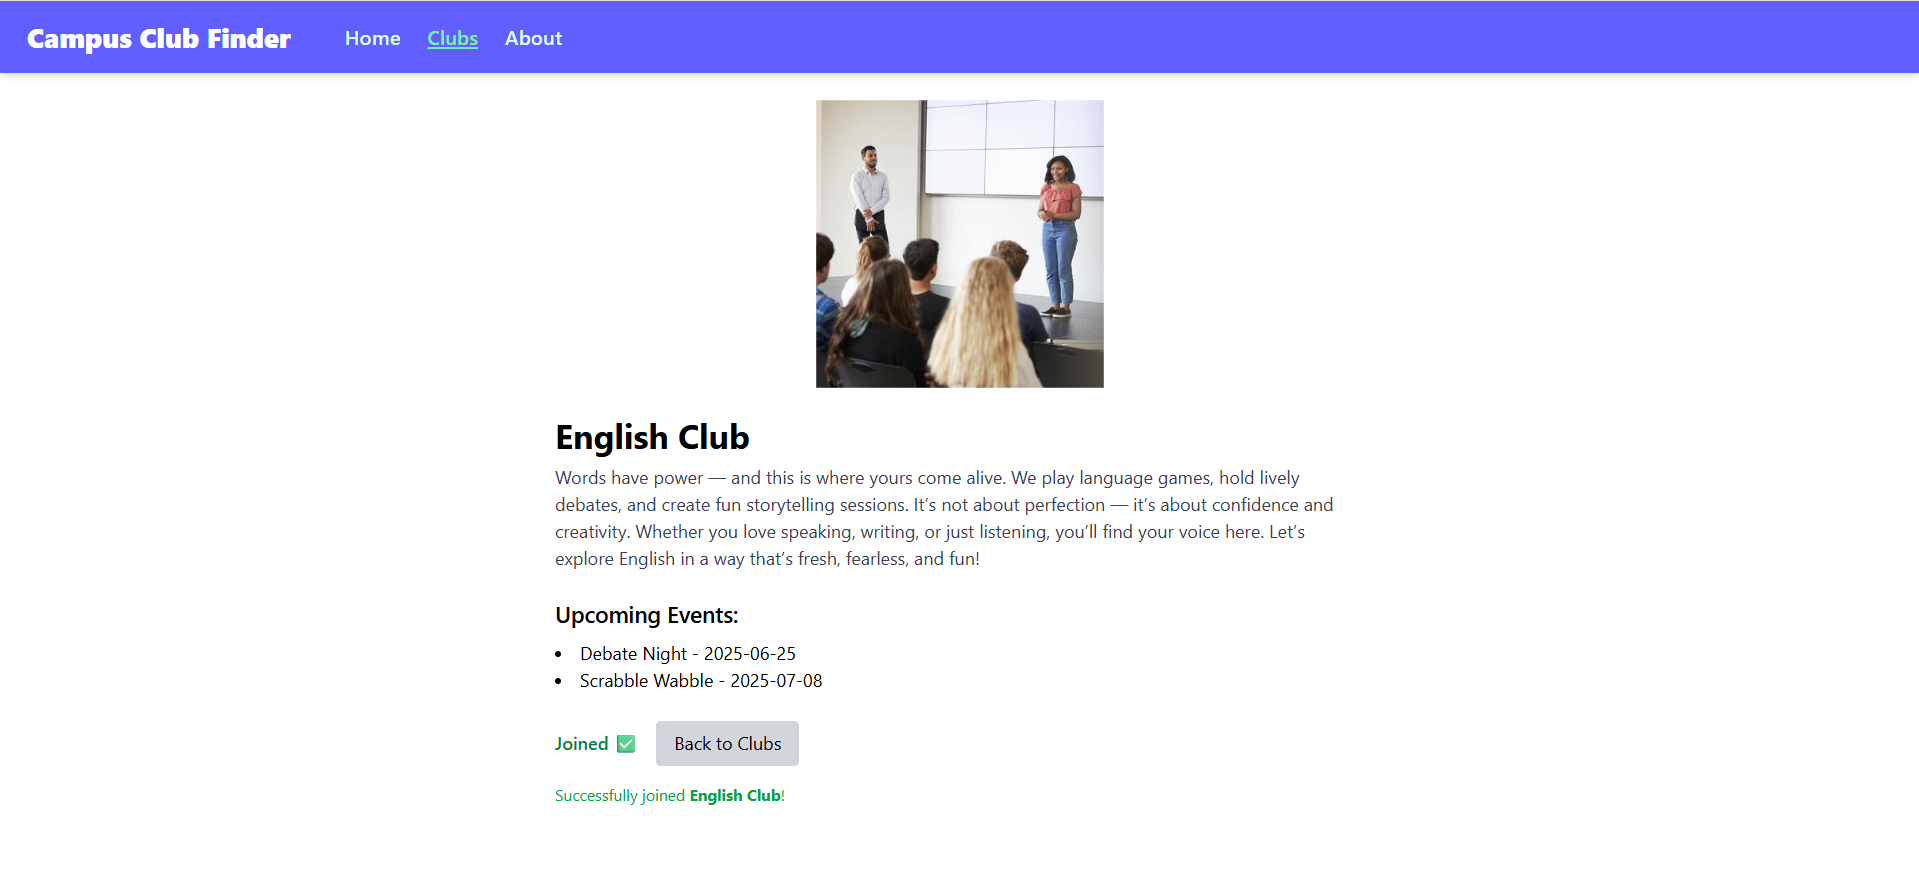 Campus Club Finder Home Clubs About
English Club
Words have power — and this is where yours come alive. We play language games, hold lively
debates, and create fun storytelling sessions. It’s not about perfection — it’s about confidence and
creativity. Whether you love speaking, writing, or just listening, you’ll find your voice here. Let’s
explore English in a way that’s fresh, fearless, and fun!
Upcoming Events:
• Debate Night - 2025-06-25
• Scrabble Wabble - 2025-07-08
Joined ✅ Back to Clubs
Successfully joined English Club!